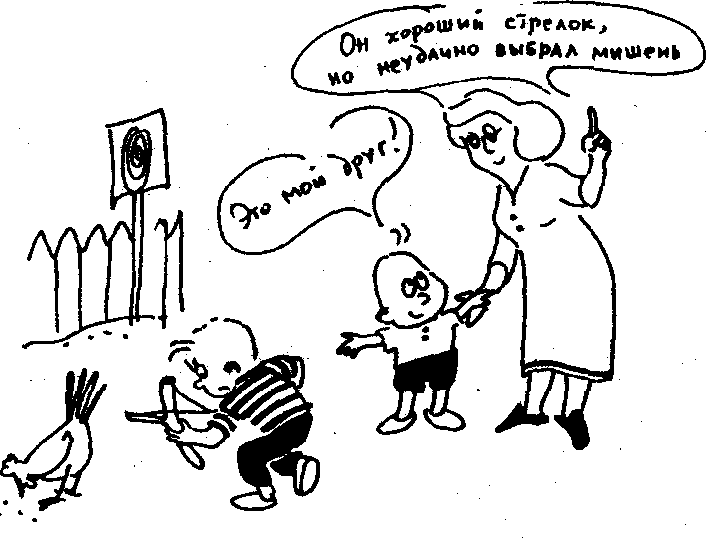 Он хороший стрелок,
но неудачно выбрал мишень
Это мой друг!